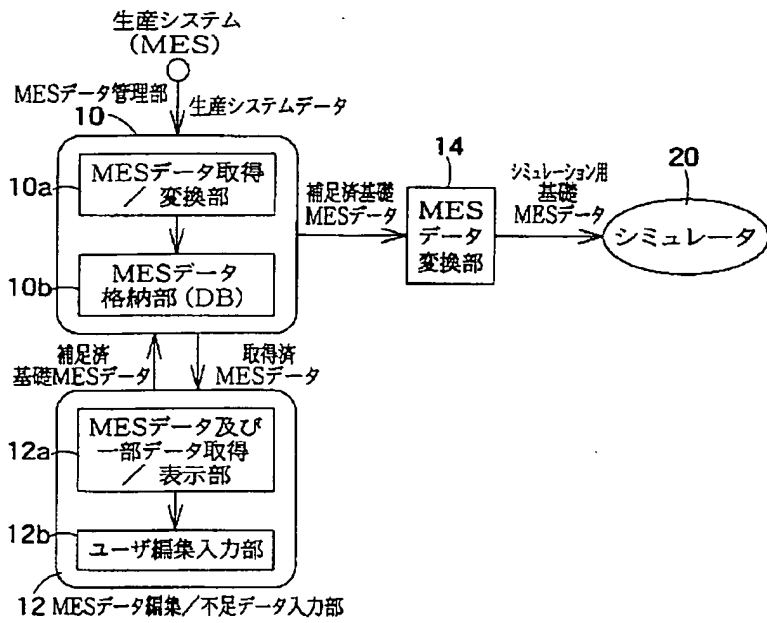 生産システム
(MES)
MESデータ管理部
10
生産システムデータ
10a
MESデータ取得
/ 変換部
10b
MESデータ
格納部(DB)
補足済基礎
MESデータ
14
MES
データ
変換部
シミュレーション用
基礎
MESデータ
20
シミュレータ
補足済
基礎MESデータ
取得済
MESデータ
12a
MESデータ及び
一部データ取得
/ 表示部
12b
ユーザ編集入力部
12 MESデータ編集/不足データ入力部